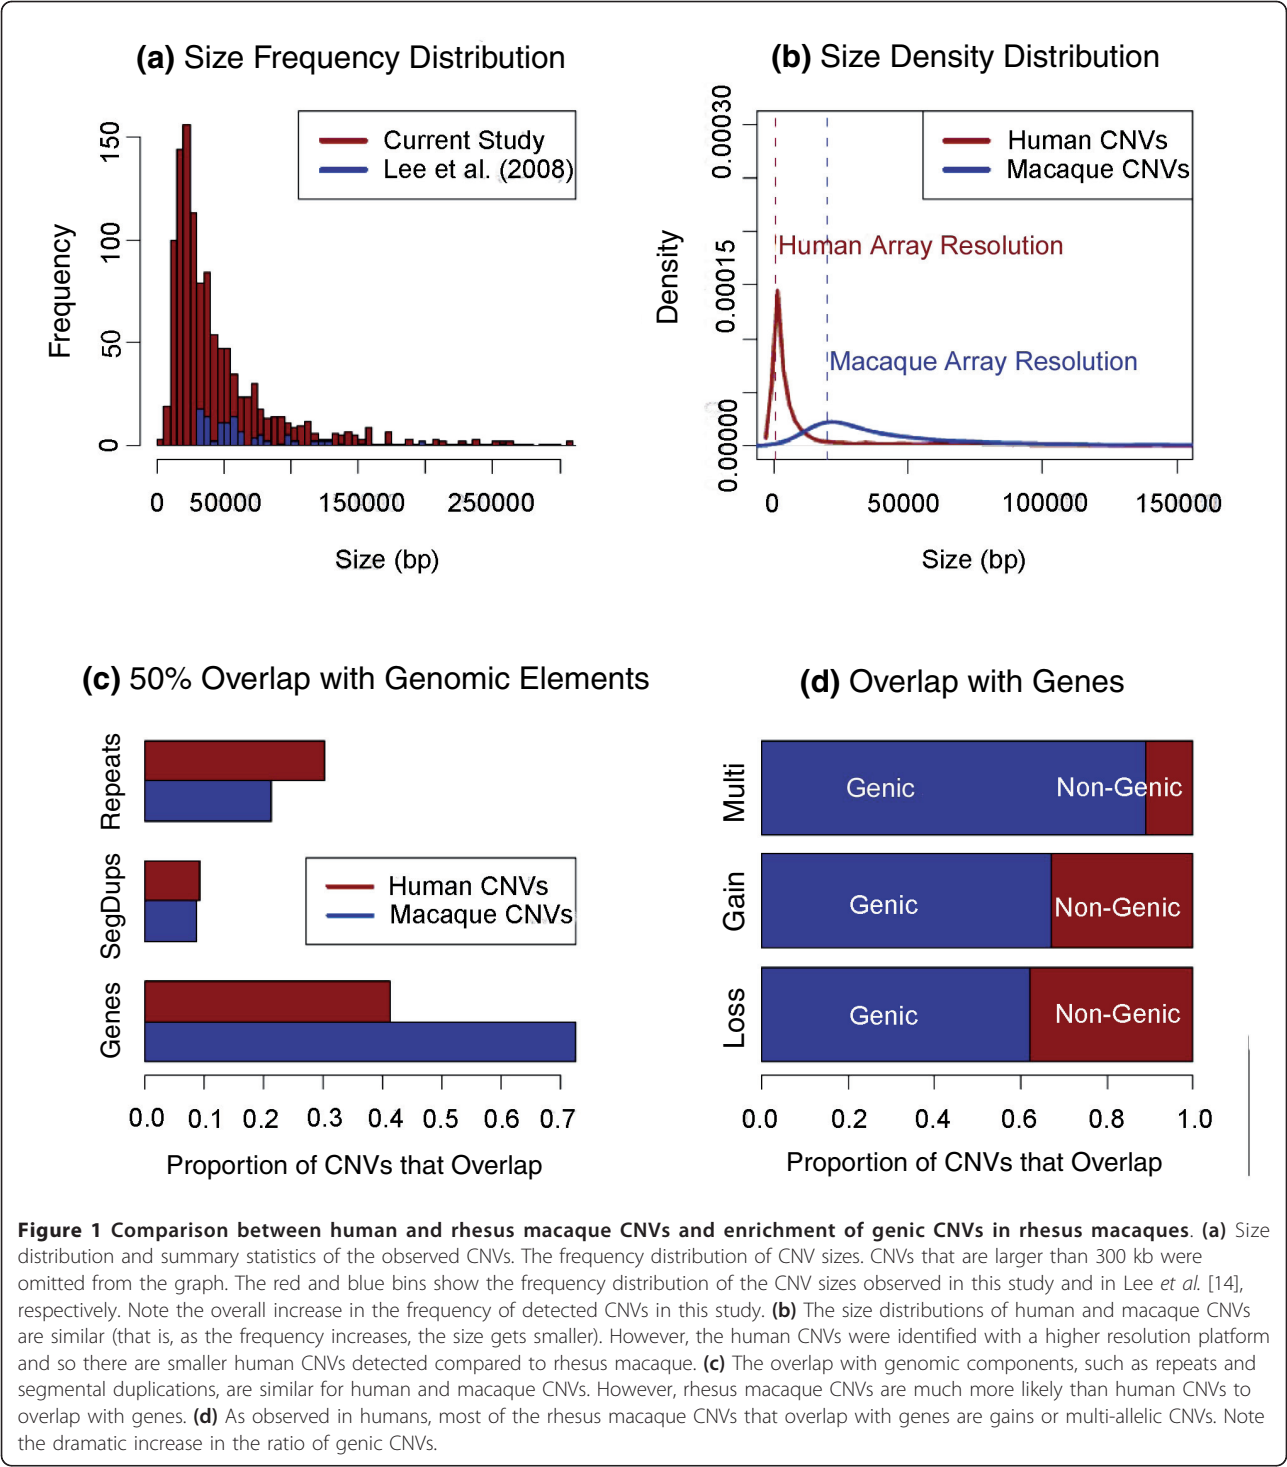 (a) Size Frequency Distribution
Current Study
Lee et al. (2008)
Frequency
0 50 100 150
0 50000 150000 250000
Size (bp)
(b) Size Density Distribution
Human CNVs
Macaque CNVs
Human Array Resolution
Macaque Array Resolution
Density
0.00000 0.00015 0.00030
0 50000 100000 150000
Size (bp)
(c) 50% Overlap with Genomic Elements
Repeats
SegDups
Genes
Human CNVs
Macaque CNVs
0.0 0.1 0.2 0.3 0.4 0.5 0.6 0.7
Proportion of CNVs that Overlap
(d) Overlap with Genes
Multi
Genic Non-Genic
Gain
Genic Non-Genic
Loss
Genic Non-Genic
0.0 0.2 0.4 0.6 0.8 1.0
Proportion of CNVs that Overlap
Figure 1 Comparison between human and rhesus macaque CNVs and enrichment of genic CNVs in rhesus macaques. (a) Size
distribution and summary statistics of the observed CNVs. The frequency distribution of CNV sizes. CNVs that are larger than 300 kb were
omitted from the graph. The red and blue bins show the frequency distribution of the CNV sizes observed in this study and in Lee et al. [14],
respectively. Note the overall increase in the frequency of detected CNVs in this study. (b) The size distributions of human and macaque CNVs
are similar (that is, as the frequency increases, the size gets smaller). However, the human CNVs were identified with a higher resolution platform
and so there are smaller human CNVs detected compared to rhesus macaque. (c) The overlap with genomic components, such as repeats and
segmental duplications, are similar for human and macaque CNVs. However, rhesus macaque CNVs are much more likely than human CNVs to
overlap with genes. (d) As observed in humans, most of the rhesus macaque CNVs that overlap with genes are gains or multi-allelic CNVs. Note
the dramatic increase in the ratio of genic CNVs.